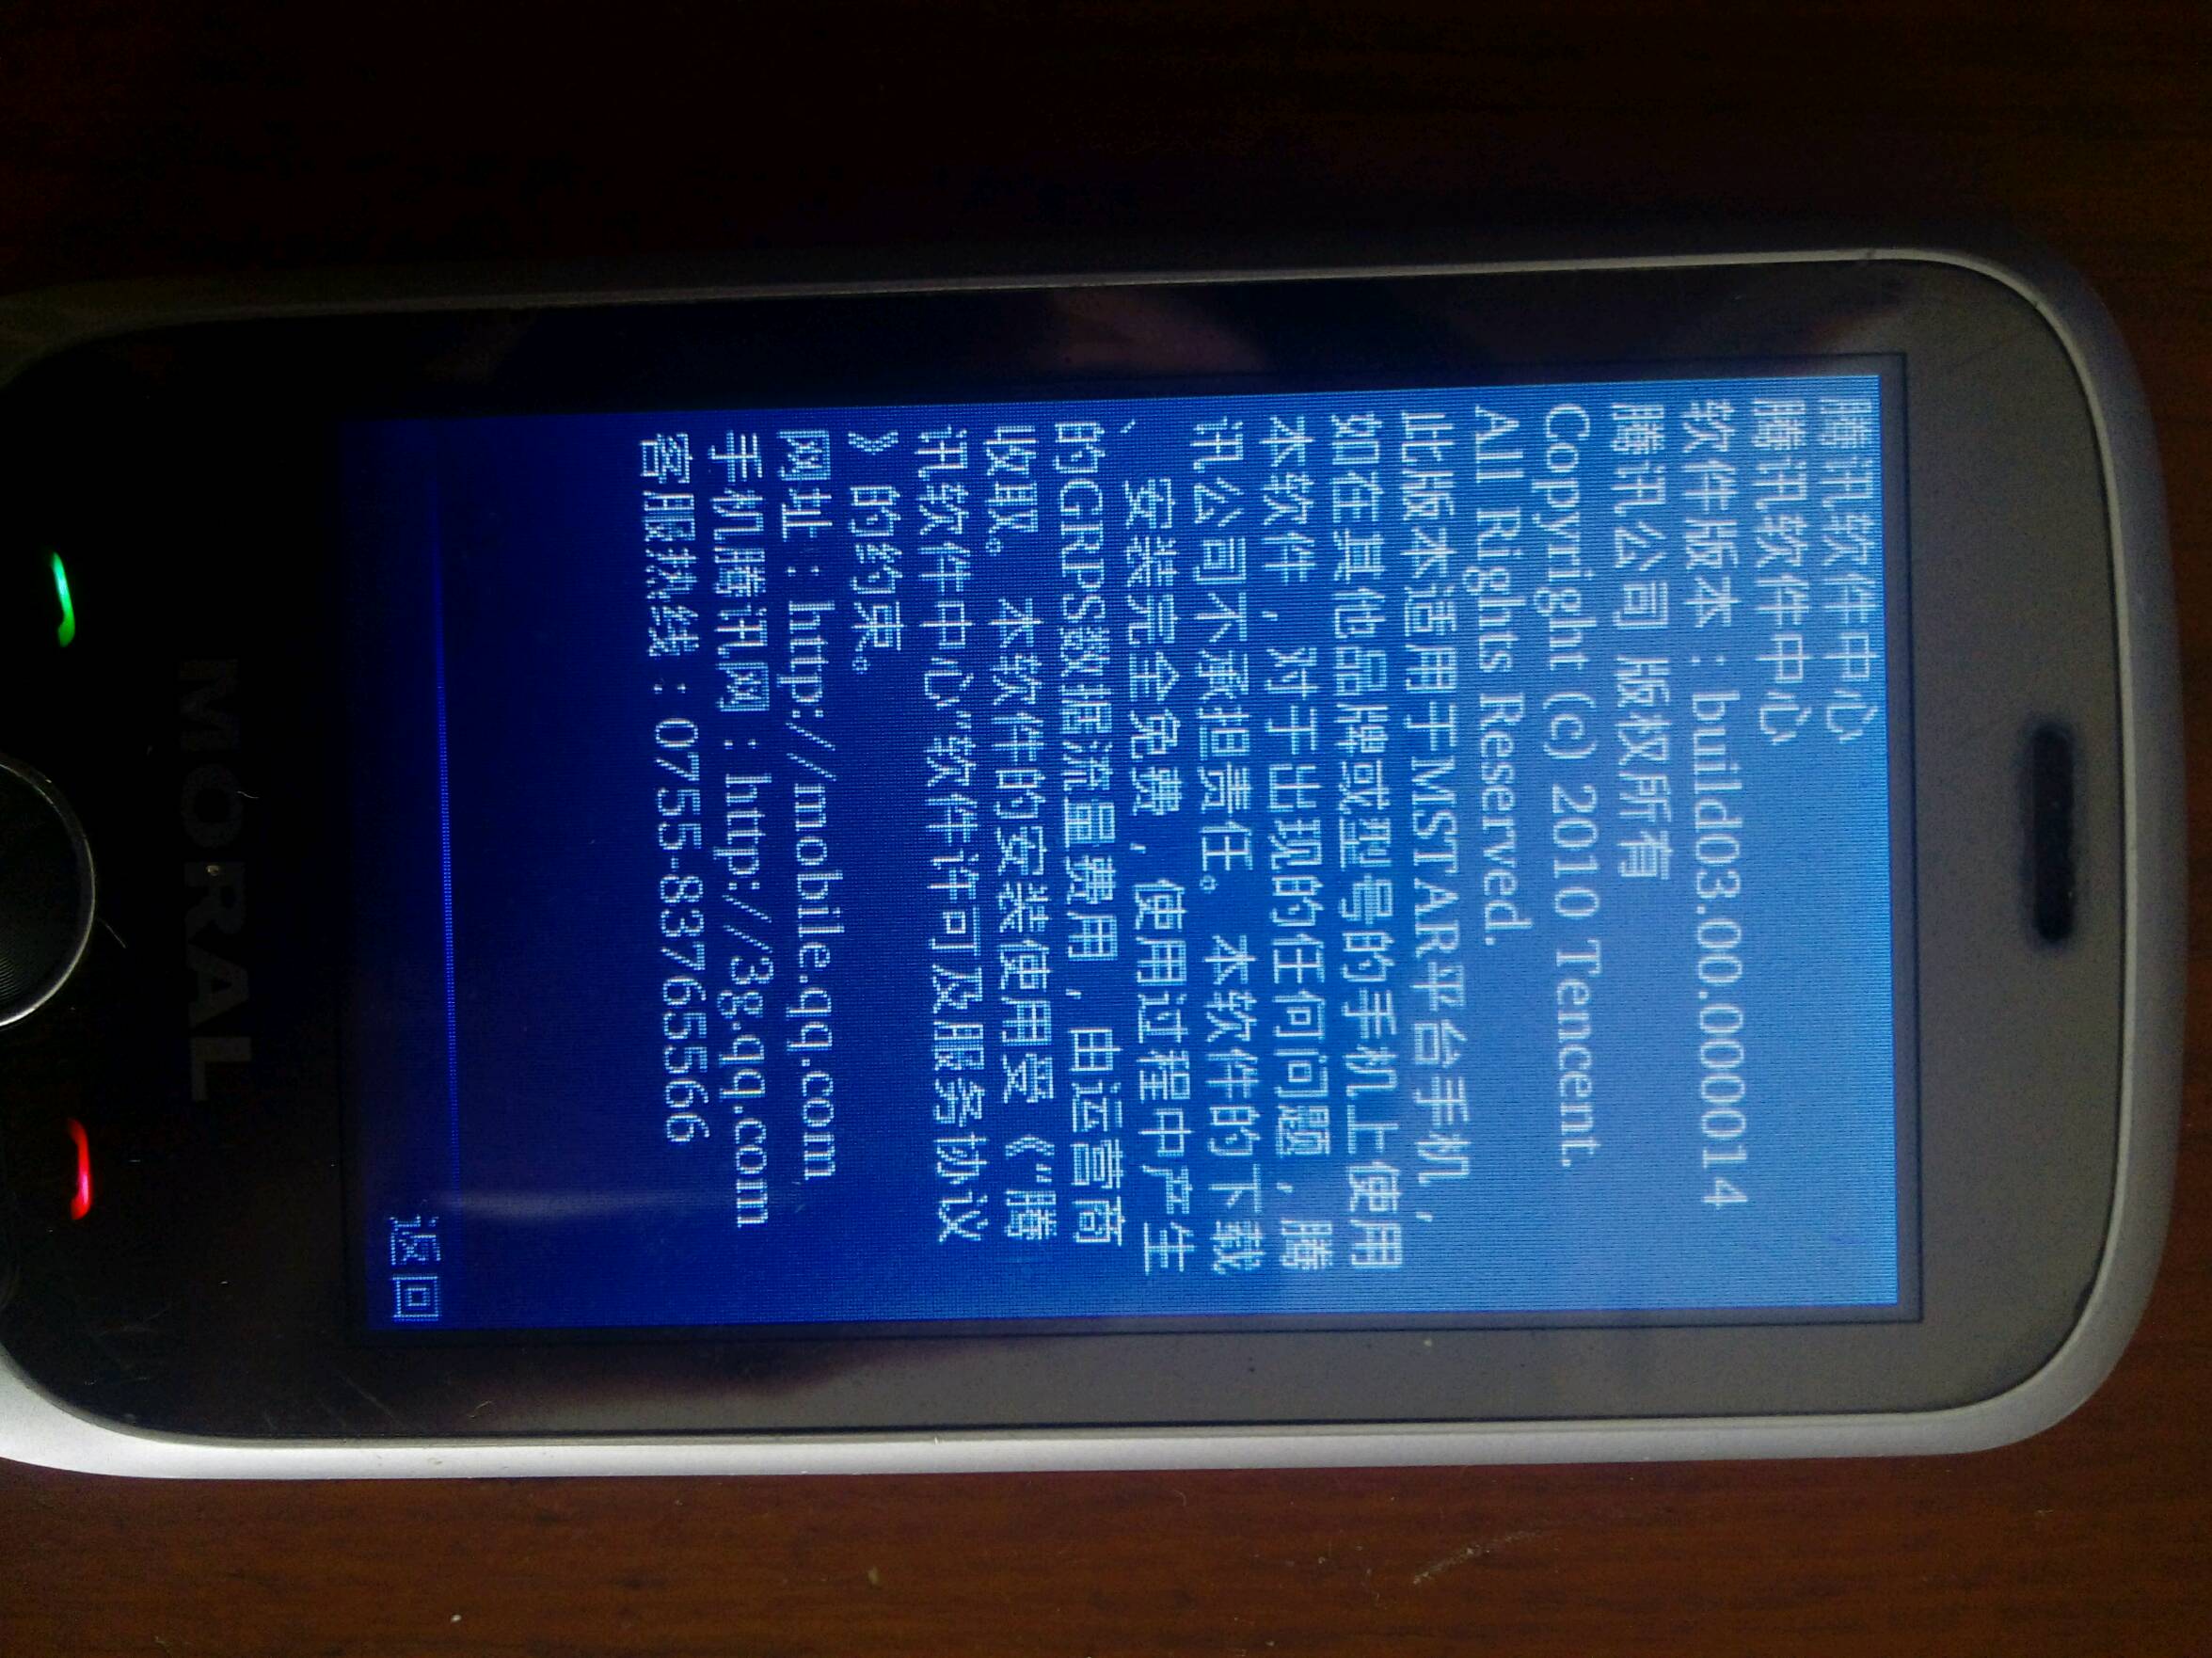 腾讯软件中心
腾讯软件中心
软件版本：build03.00.000014
腾讯公司 版权所有
Copyright (c) 2010 Tencent.
All Rights Reserved.
此版本适用于MSTAR平台手机，
如在其他品牌或型号的手机上使用
本软件，对于出现的任何问题，腾
讯公司不承担责任。 本软件的下载
、安装完全免费，使用过程中产生
的GRPS数据流量费用，由运营商
收取。 本软件的安装使用受《“腾
讯软件中心”软件许可及服务协议
》的约束。
网址：http://mobile.qq.com
手机腾讯网：http://3g.qq.com
客服热线：0755-83765566
返回
MORAL